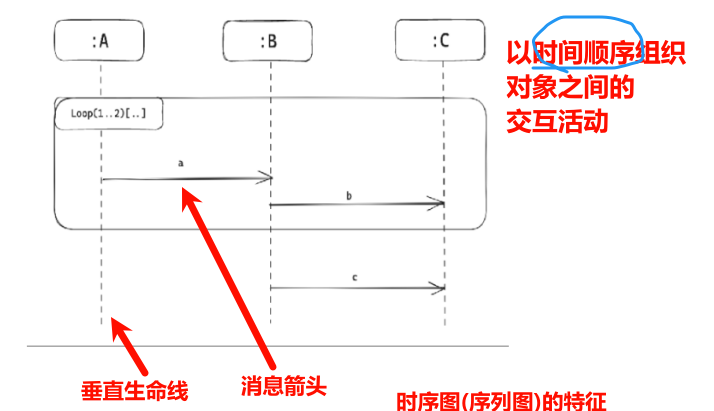 :A
:B
:C
以时间顺序组织
对象之间的
交互活动
Loop(1..2)[..]
a
b
c
垂直生命线
消息箭头
时序图(序列图)的特征